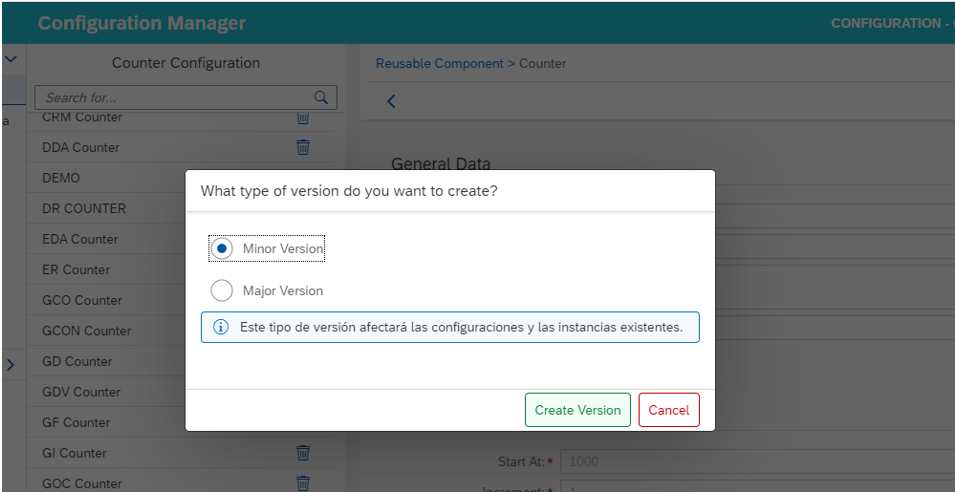 Configuration Manager
CONFIGURATION -
Counter Configuration
Reusable Component > Counter
Search for...
a
CRM Counter
DDA Counter
General Data
DEMO
What type of version do you want to create?
DR COUNTER
EDA Counter
Minor Version
ER Counter
Major Version
GCO Counter
GCON Counter
Este tipo de versión afectará las configuraciones y las instancias existentes.
GD Counter
GDV Counter
Create Version
Cancel
GF Counter
GI Counter
Start At:* 1000
GOC Counter
Increment:* 1